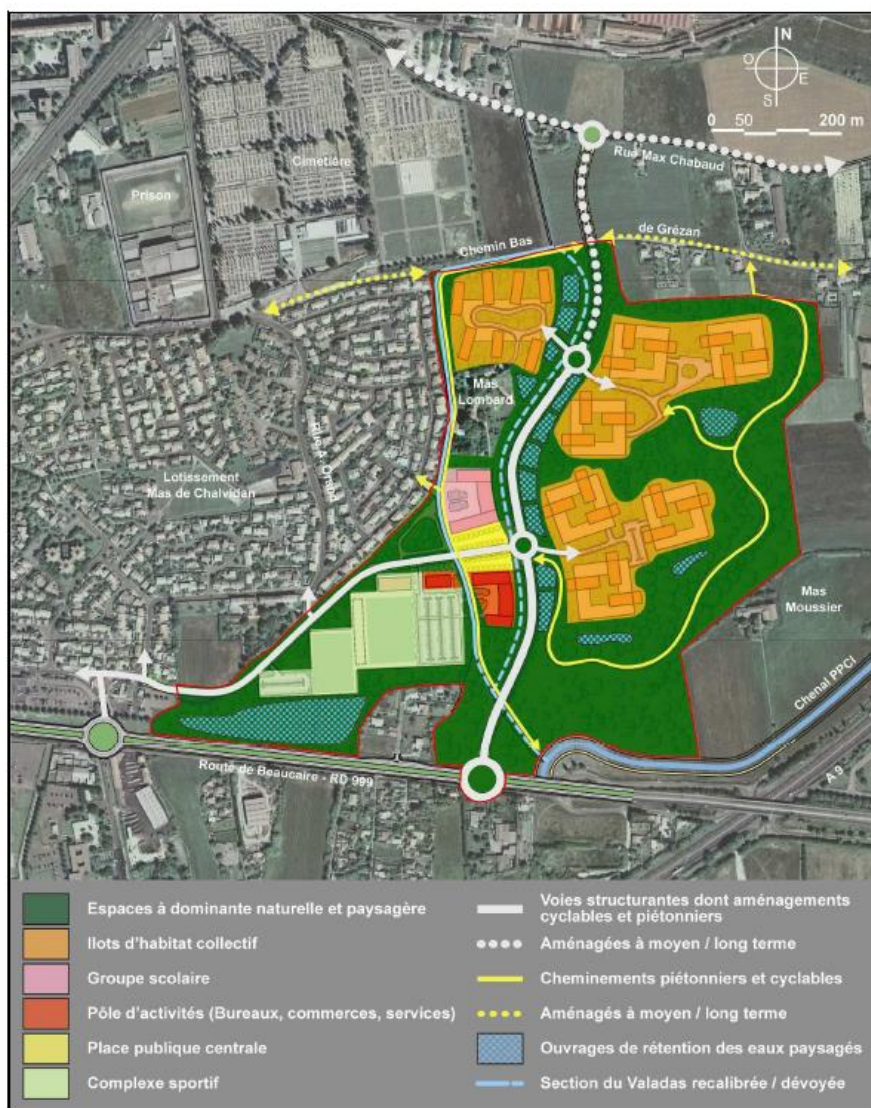 N
O
E
S
0 50 200 m
Cimetière
Prison
Rue Max Chabaud
Chemin Bas
de Grézan
Mas
Lombard
Lotissement
Mas de Chalvidan
Mas
Moussier
Chenal PPCI
Route de Beaucaire - RD 999
A 9
Espaces à dominante naturelle et paysagère
Ilots d'habitat collectif
Groupe scolaire
Pôle d'activités (Bureaux, commerces, services)
Place publique centrale
Complexe sportif
Voies structurantes dont aménagements
cyclables et piétonniers
Aménagées à moyen / long terme
Cheminements piétonniers et cyclables
Aménagés à moyen / long terme
Ouvrages de rétention des eaux paysagés
Section du Valadas recalibrée / dévoyée